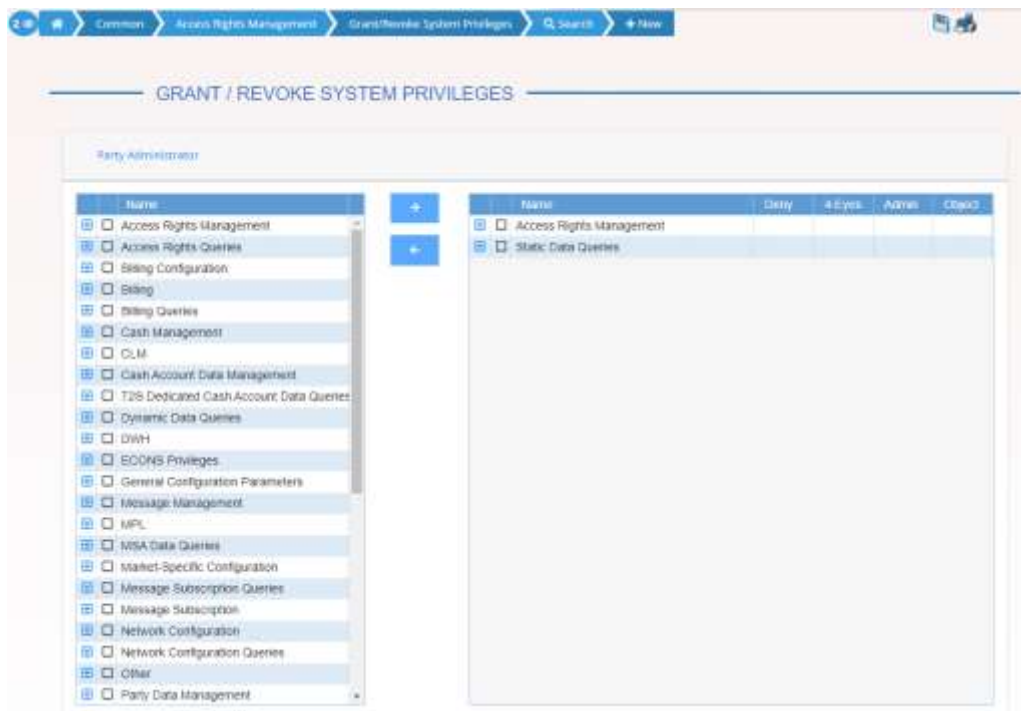 Common Access Rights Management Grant/Revoke System Privileges Search + New
GRANT / REVOKE SYSTEM PRIVILEGES
Party Administrator
Name
Access Rights Management
Access Rights Queries
Billing Configuration
Billing
Billing Queries
Cash Management
CLM
Cash Account Data Management
T2S Dedicated Cash Account Data Queries
Dynamic Data Queries
DWH
ECONS Privileges
General Configuration Parameters
Message Management
MPL
MSA Data Queries
Market-Specific Configuration
Message Subscription Queries
Message Subscription
Network Configuration
Network Configuration Queries
Other
Party Data Management
Name Deny 4-Eyes Admin Object
Access Rights Management
Static Data Queries